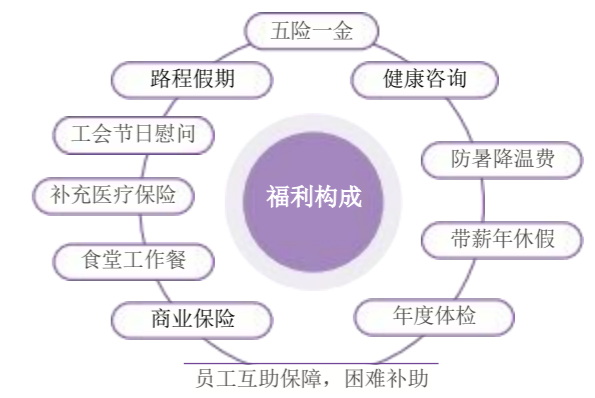 五险一金
路程假期
健康咨询
工会节日慰问
防暑降温费
补充医疗保险
福利构成
带薪年休假
食堂工作餐
商业保险
年度体检
员工互助保障，困难补助